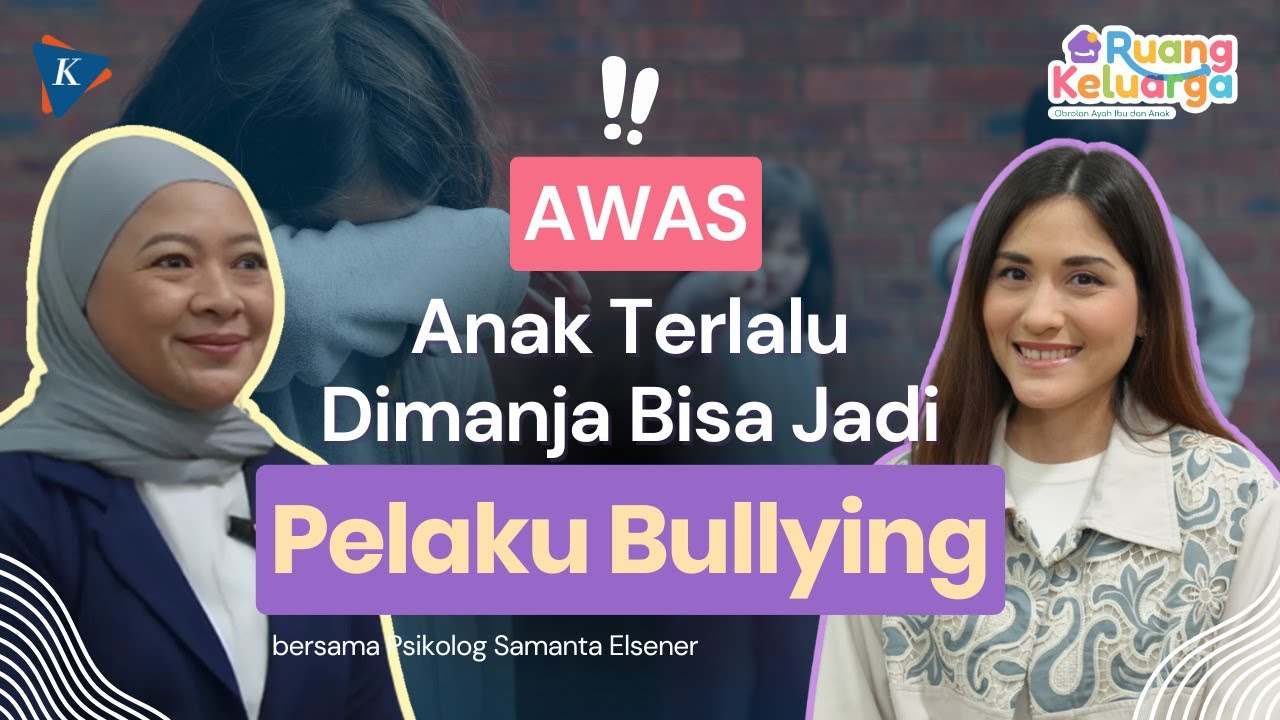 K
Ruang
Keluarga
Obrolan Ayah Ibu dan Anak
!!
AWAS
Anak Terlalu
Dimanja Bisa Jadi
Pelaku Bullying
bersama Psikolog Samanta Elsener